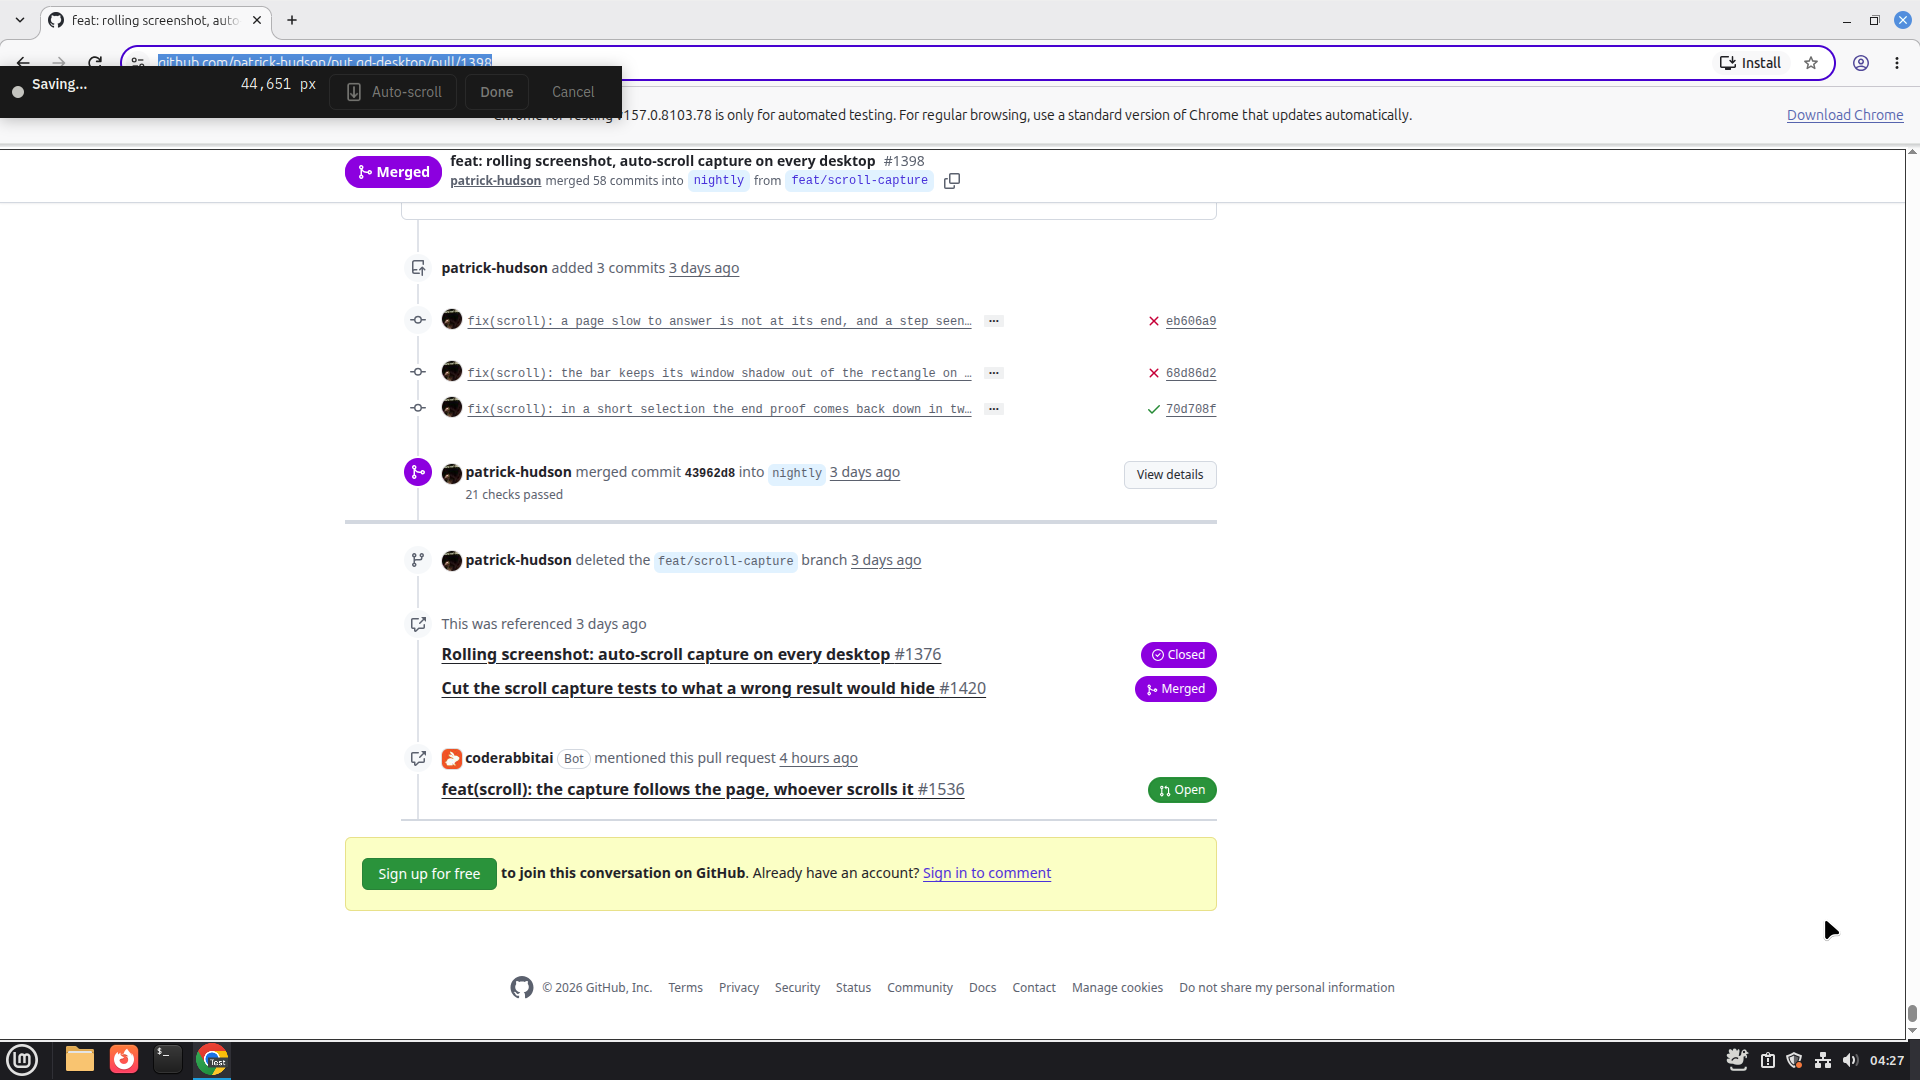 feat: rolling screenshot, auto
github.com/patrick-hudson/put.gd-desktop/pull/1398
Install
Saving...
44,651 px
Auto-scroll
Done
Cancel
157.0.8103.78 is only for automated testing. For regular browsing, use a standard version of Chrome that updates automatically.
Download Chrome
Merged
feat: rolling screenshot, auto-scroll capture on every desktop #1398
patrick-hudson merged 58 commits into nightly from feat/scroll-capture
patrick-hudson added 3 commits 3 days ago
fix(scroll): a page slow to answer is not at its end, and a step seen… ... eb606a9
fix(scroll): the bar keeps its window shadow out of the rectangle on … ... 68d86d2
fix(scroll): in a short selection the end proof comes back down in tw… ... 70d708f
patrick-hudson merged commit 43962d8 into nightly 3 days ago
View details
21 checks passed
patrick-hudson deleted the feat/scroll-capture branch 3 days ago
This was referenced 3 days ago
Rolling screenshot: auto-scroll capture on every desktop #1376
Closed
Cut the scroll capture tests to what a wrong result would hide #1420
Merged
coderabbitai Bot mentioned this pull request 4 hours ago
feat(scroll): the capture follows the page, whoever scrolls it #1536
Open
Sign up for free to join this conversation on GitHub. Already have an account? Sign in to comment
© 2026 GitHub, Inc. Terms Privacy Security Status Community Docs Contact Manage cookies Do not share my personal information
Test
04:27